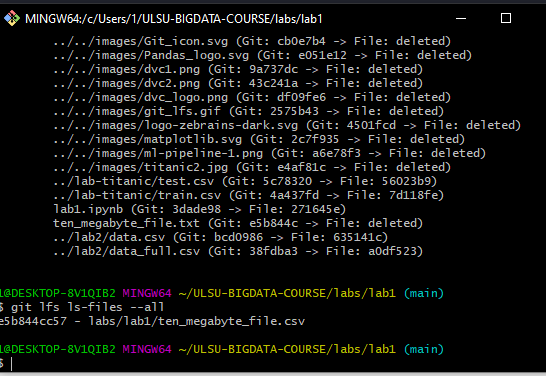 MINGW64:/c/Users/1/ULSU-BIGDATA-COURSE/labs/lab1
../../images/Git_icon.svg (Git: cb0e7b4 -> File: deleted)
../../images/Pandas_logo.svg (Git: e051e12 -> File: deleted)
../../images/dvc1.png (Git: 9a737dc -> File: deleted)
../../images/dvc2.png (Git: 43c241a -> File: deleted)
../../images/dvc_logo.png (Git: df09fe6 -> File: deleted)
../../images/git_lfs.gif (Git: 2575b43 -> File: deleted)
../../images/logo-zebrains-dark.svg (Git: 4501fcd -> File: deleted)
../../images/matplotlib.svg (Git: 2c7f935 -> File: deleted)
../../images/ml-pipeline-1.png (Git: a6e78f3 -> File: deleted)
../../images/titanic2.jpg (Git: e4af81c -> File: deleted)
../lab-titanic/test.csv (Git: 5c78320 -> File: 56023b9)
../lab-titanic/train.csv (Git: 4a437fd -> File: 7d118fe)
lab1.ipynb (Git: 3dade98 -> File: 271645e)
ten_megabyte_file.txt (Git: e5b844c -> File: deleted)
../lab2/data.csv (Git: bcd0986 -> File: 635141c)
../lab2/data_full.csv (Git: 38fdba3 -> File: a0df523)
1@DESKTOP-8V1QIB2 MINGW64 ~/ULSU-BIGDATA-COURSE/labs/lab1 (main)
$ git lfs ls-files --all
e5b844cc57 - labs/lab1/ten_megabyte_file.csv
1@DESKTOP-8V1QIB2 MINGW64 ~/ULSU-BIGDATA-COURSE/labs/lab1 (main)
$